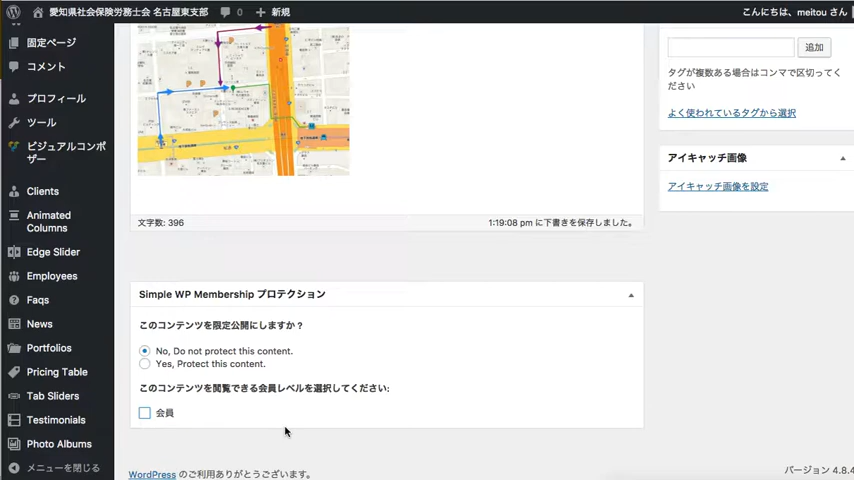 愛知県社会保険労務士会 名古屋東支部
0
新規
こんにちは、meitou さん
固定ページ
コメント
プロフィール
ツール
ビジュアルコンポーザー
Clients
Animated
Columns
Edge Slider
Employees
Faqs
News
Portfolios
Pricing Table
Tab Sliders
Testimonials
Photo Albums
メニューを閉じる
文字数: 396
1:19:08 pm に下書きを保存しました。
Simple WP Membership プロテクション
このコンテンツを限定公開にしますか ?
No, Do not protect this content.
Yes, Protect this content.
このコンテンツを閲覧できる会員レベルを選択してください:
会員
WordPress のご利用ありがとうございます。
追加
タグが複数ある場合はコンマで区切ってく
ださい
よく使われているタグから選択
アイキャッチ画像
アイキャッチ画像を設定
バージョン 4.8.4